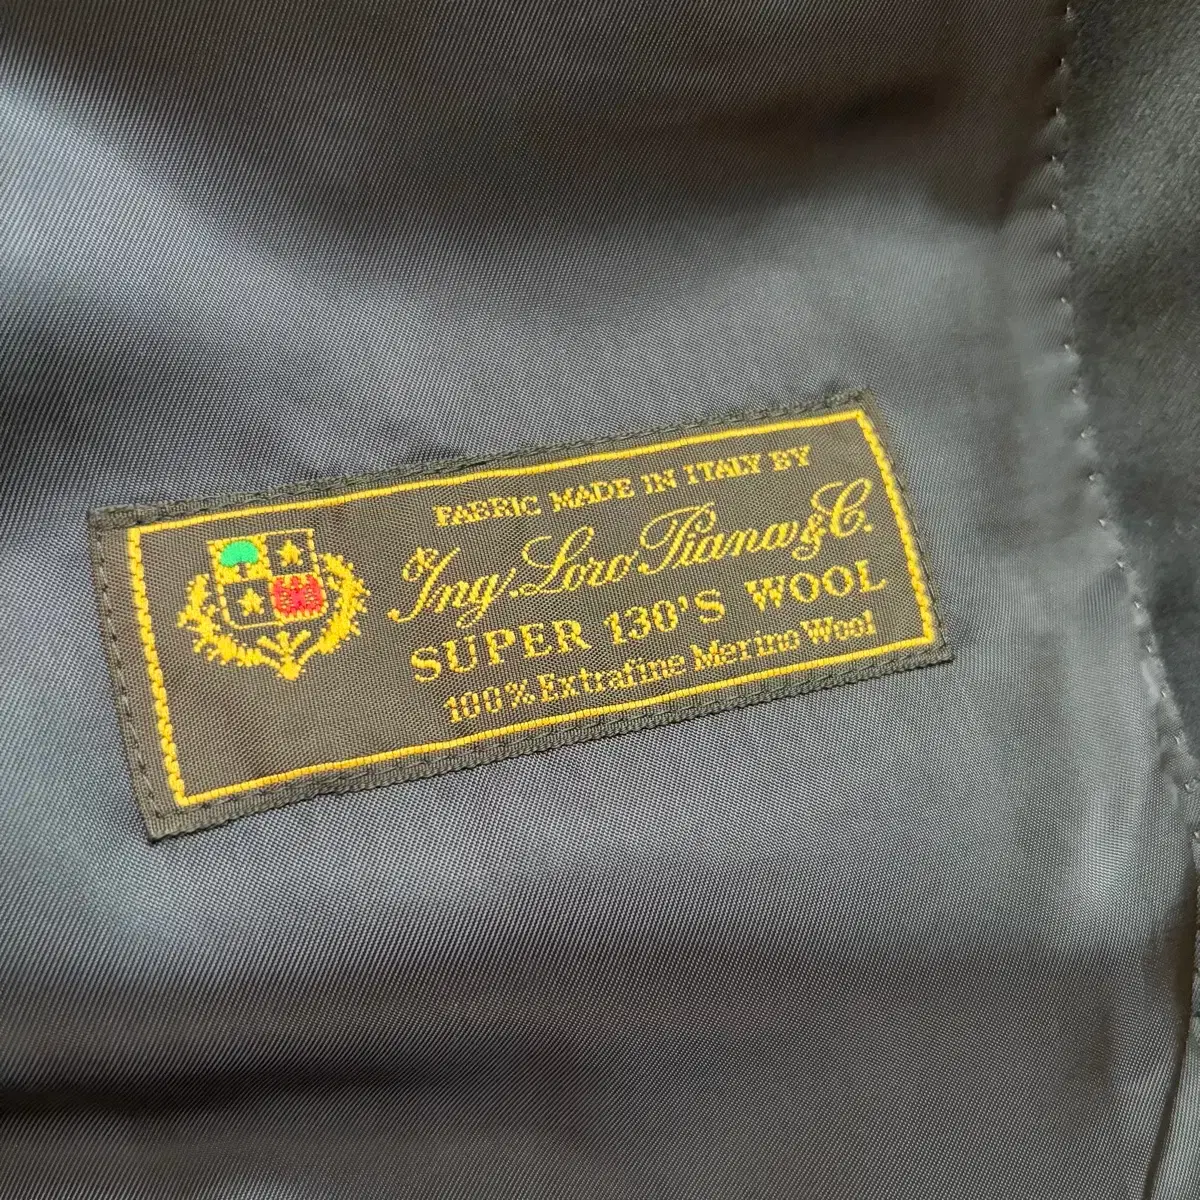 FABRIC MADE IN ITALY BY
Ing. Loro Piana & C.
SUPER 130'S WOOL
100% Extrafine Merino Wool